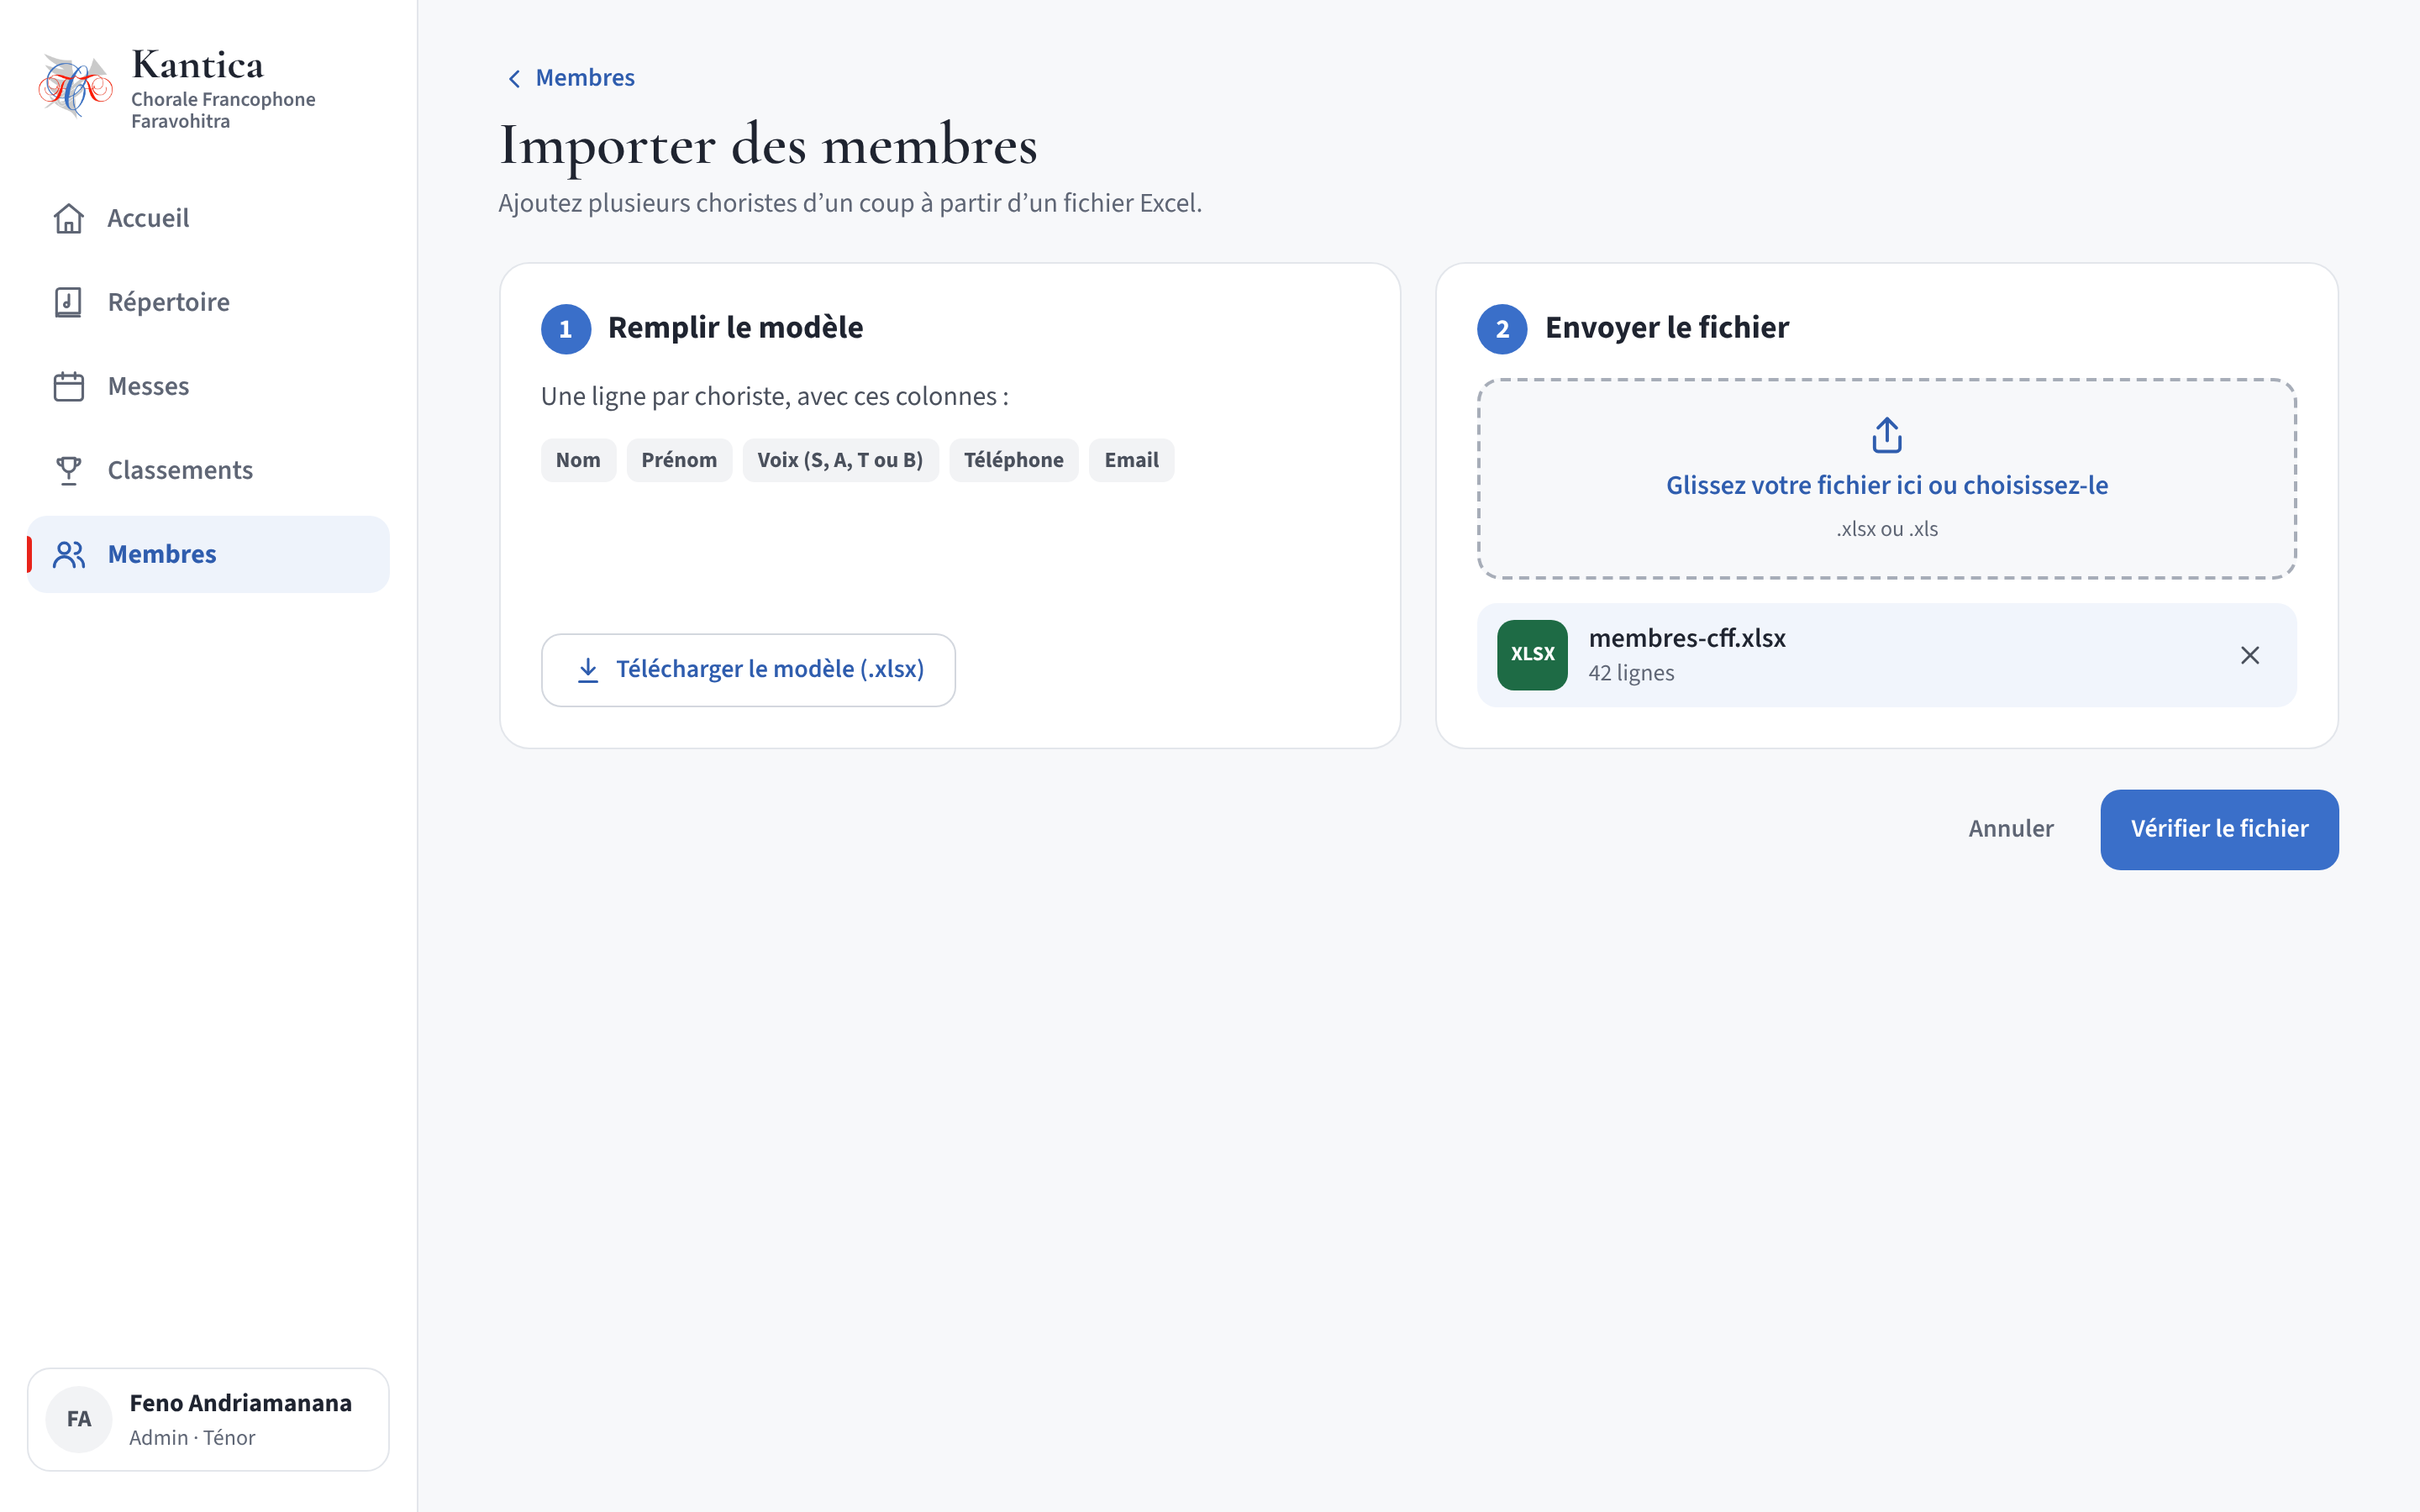 Kantica
Chorale Francophone
Faravohitra
Accueil
Répertoire
Messes
Classements
Membres
FA
Feno Andriamanana
Admin · Ténor
Membres
Importer des membres
Ajoutez plusieurs choristes d’un coup à partir d’un fichier Excel.
1 Remplir le modèle
Une ligne par choriste, avec ces colonnes :
Nom Prénom Voix (S, A, T ou B) Téléphone Email
Télécharger le modèle (.xlsx)
2 Envoyer le fichier
Glissez votre fichier ici ou choisissez-le
.xlsx ou .xls
XLSX
membres-cff.xlsx
42 lignes
Annuler
Vérifier le fichier